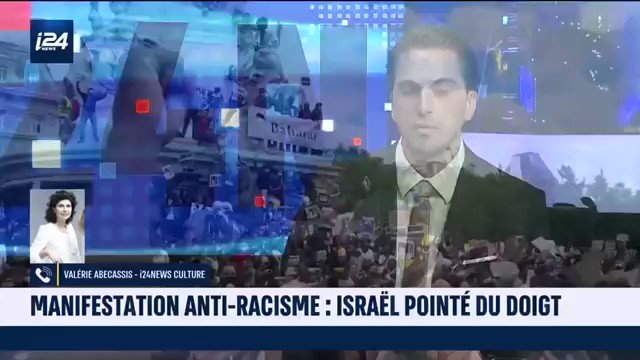 i24
NEWS
VALÉRIE ABECASSIS - i24NEWS CULTURE
MANIFESTATION ANTI-RACISME : ISRAËL POINTÉ DU DOIGT